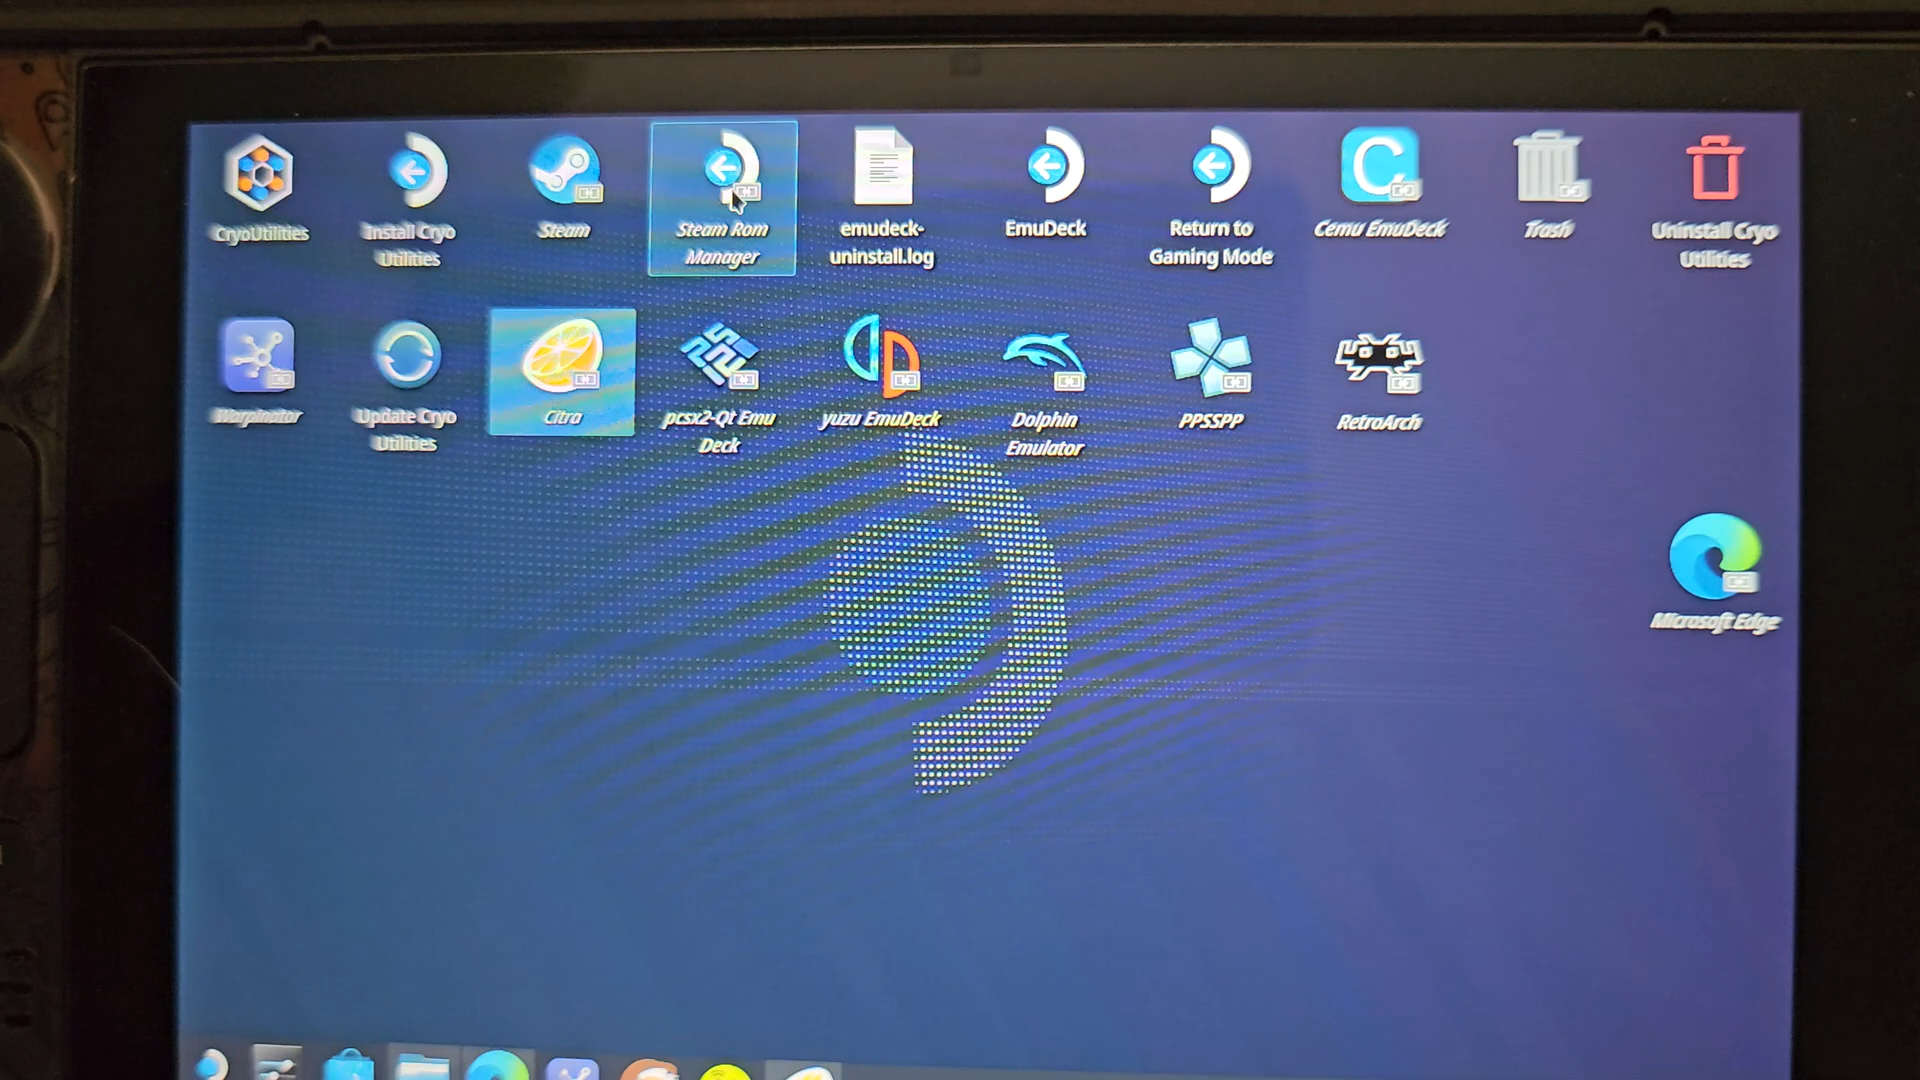 CryoUtilities
Install Cryo
Utilities
Steam
Steam Rom
Manager
emudeck-
uninstall.log
EmuDeck
Return to
Gaming Mode
Cemu EmuDeck
Trash
Uninstall Cryo
Utilities
Warpinator
Update Cryo
Utilities
Citra
pcsx2-Qt Emu
Deck
yuzu EmuDeck
Dolphin
Emulator
PPSSPP
RetroArch
Microsoft Edge